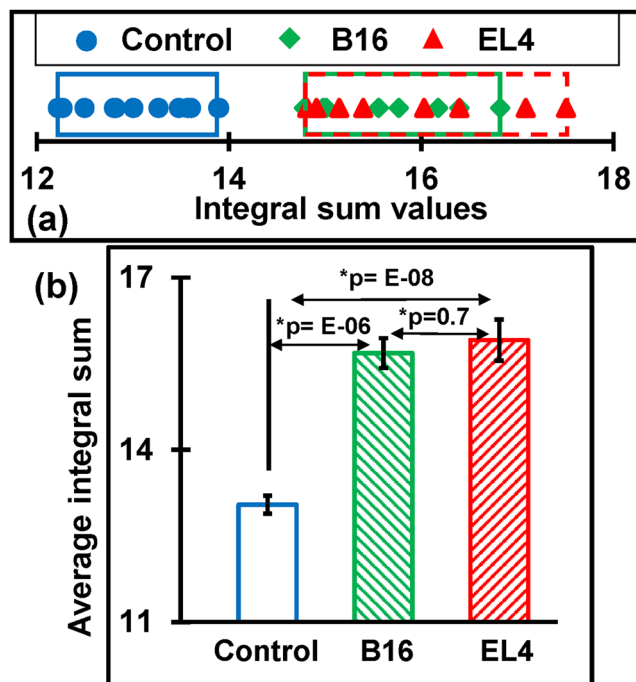 Control B16 EL4
12 14 16 18
Integral sum values
(a)
(b)
Average integral sum
17
14
11
*p= E-08
*p= E-06
*p=0.7
Control B16 EL4